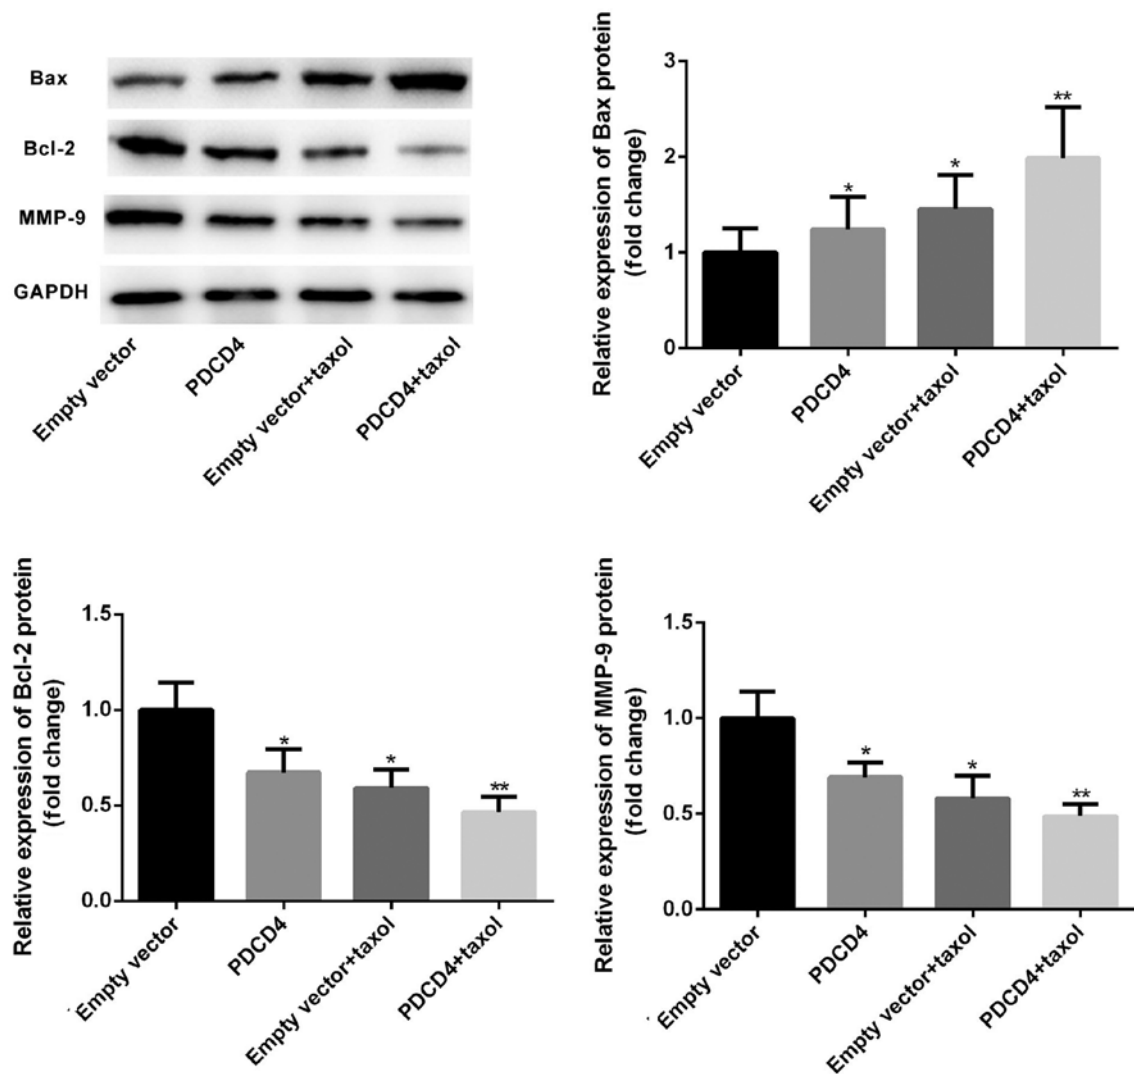 Bax
Bcl-2
MMP-9
GAPDH
Empty vector
PDCD4
Empty vector+taxol
PDCD4+taxol
Relative expression of Bax protein
(fold change)
3
2
1
0
*
*
**
Empty vector
PDCD4
Empty vector+taxol
PDCD4+taxol
Relative expression of Bcl-2 protein
(fold change)
1.5
1.0
0.5
0.0
*
*
**
Empty vector
PDCD4
Empty vector+taxol
PDCD4+taxol
Relative expression of MMP-9 protein
(fold change)
1.5
1.0
0.5
0.0
*
*
**
Empty vector
PDCD4
Empty vector+taxol
PDCD4+taxol